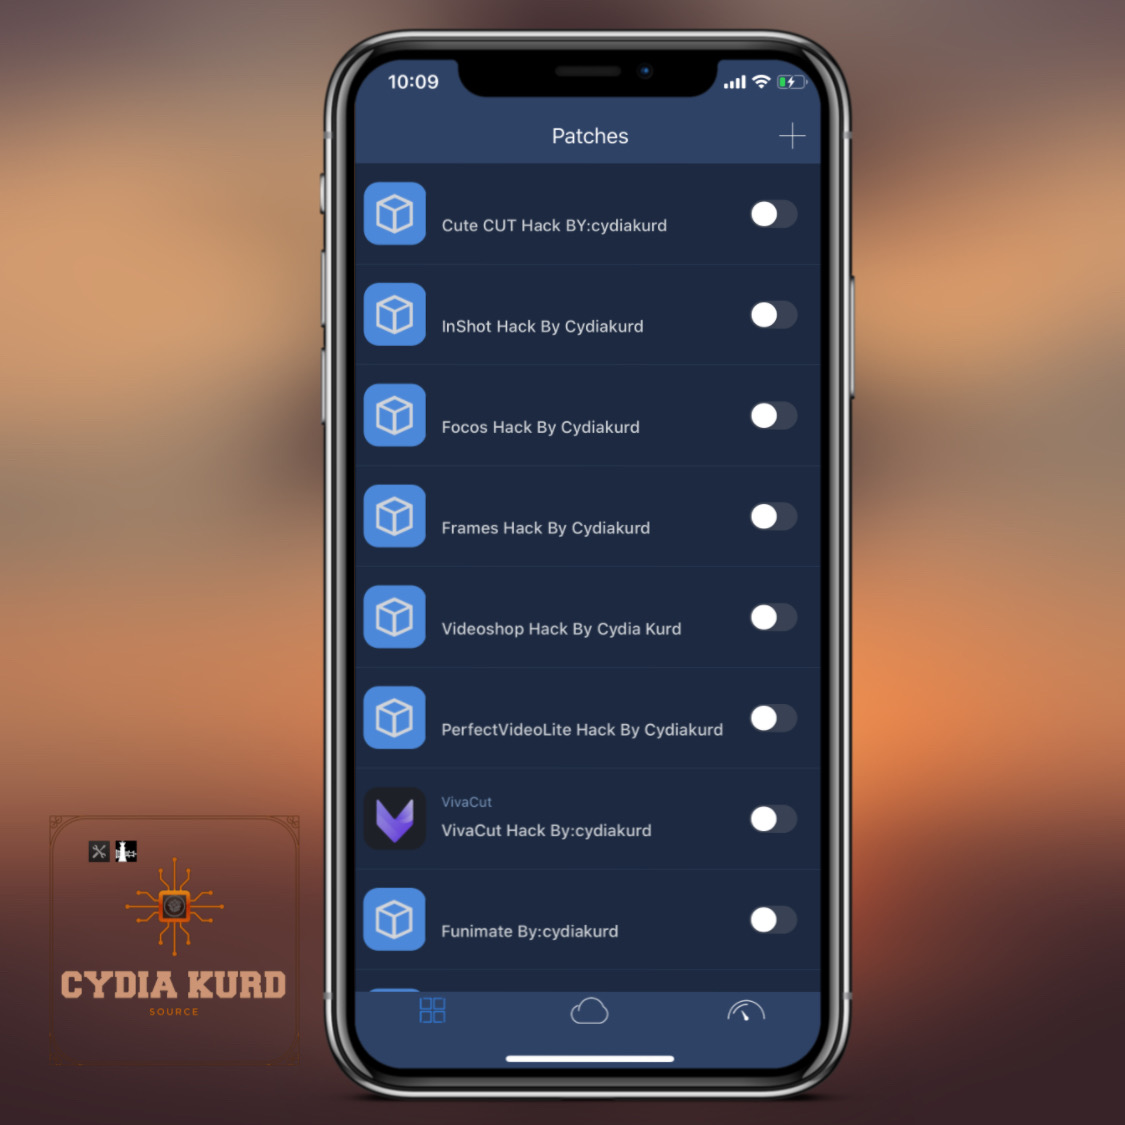 10:09
Patches
Cute CUT Hack BY:cydiakurd
InShot Hack By Cydiakurd
Focos Hack By Cydiakurd
Frames Hack By Cydiakurd
Videoshop Hack By Cydia Kurd
PerfectVideoLite Hack By Cydiakurd
VivaCut
VivaCut Hack By:cydiakurd
Funimate By:cydiakurd
CYDIA KURD
SOURCE